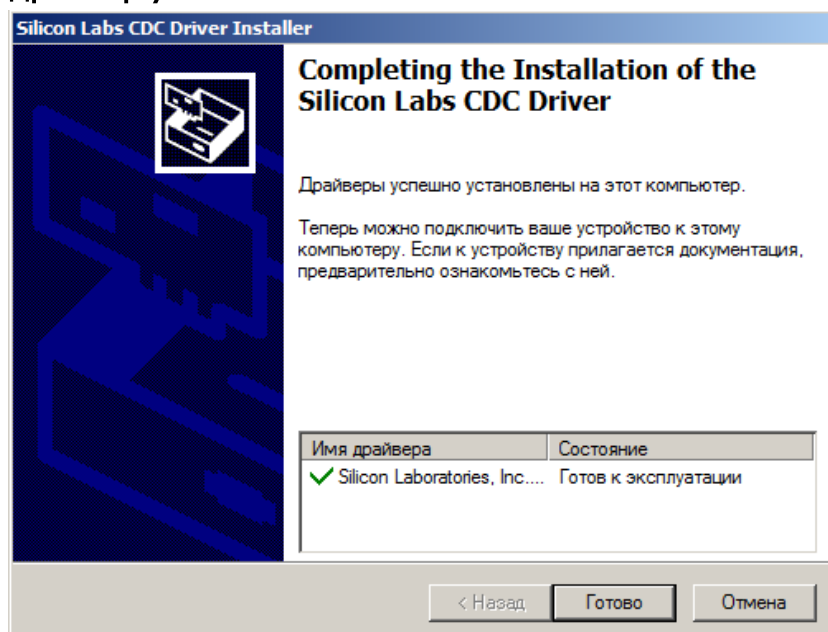 Silicon Labs CDC Driver Installer
Completing the Installation of the
Silicon Labs CDC Driver
Драйверы успешно установлены на этот компьютер.
Теперь можно подключить ваше устройство к этому
компьютеру. Если к устройству прилагается документация,
предварительно ознакомьтесь с ней.
Имя драйвера Состояние
Silicon Laboratories, Inc.... Готов к эксплуатации
< Назад Готово Отмена